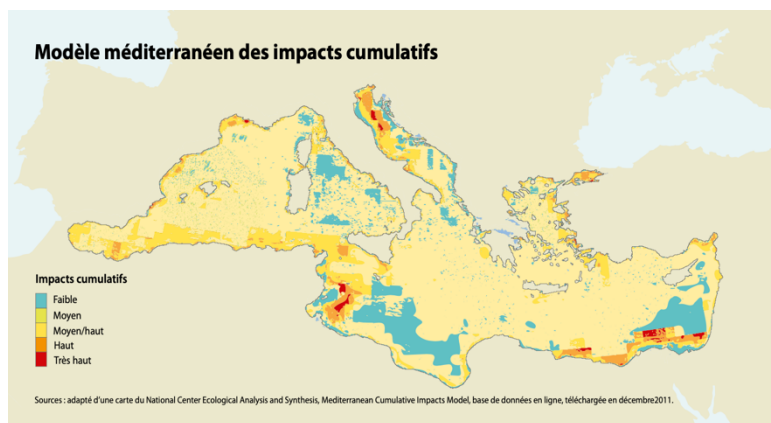 Modèle méditerranéen des impacts cumulatifs
Impacts cumulatifs
Faible
Moyen
Moyen/haut
Haut
Très haut
Sources : adapté d'une carte du National Center Ecological Analysis and Synthesis, Mediterranean Cumulative Impacts Model, base de données en ligne, téléchargée en décembre2011.